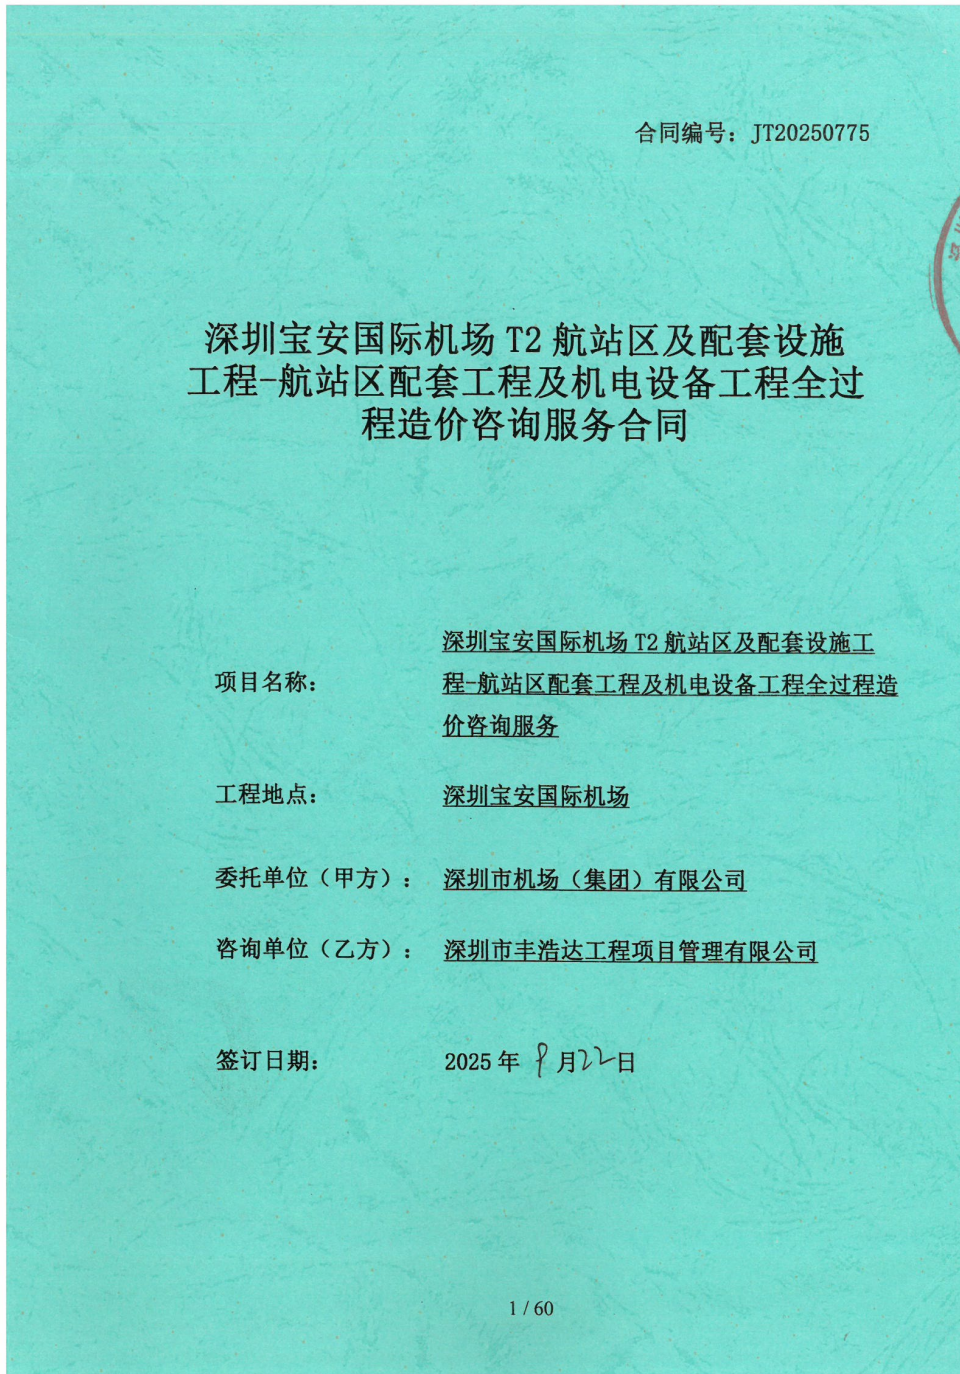 合同编号：JT20250775
深圳宝安国际机场 T2 航站区及配套设施
工程-航站区配套工程及机电设备工程全过
程造价咨询服务合同
项目名称：
深圳宝安国际机场 T2 航站区及配套设施工
程-航站区配套工程及机电设备工程全过程造
价咨询服务
工程地点：深圳宝安国际机场
委托单位（甲方）：深圳市机场（集团）有限公司
咨询单位（乙方）：深圳市丰浩达工程项目管理有限公司
签订日期：2025 年 9 月 22 日
1 / 60